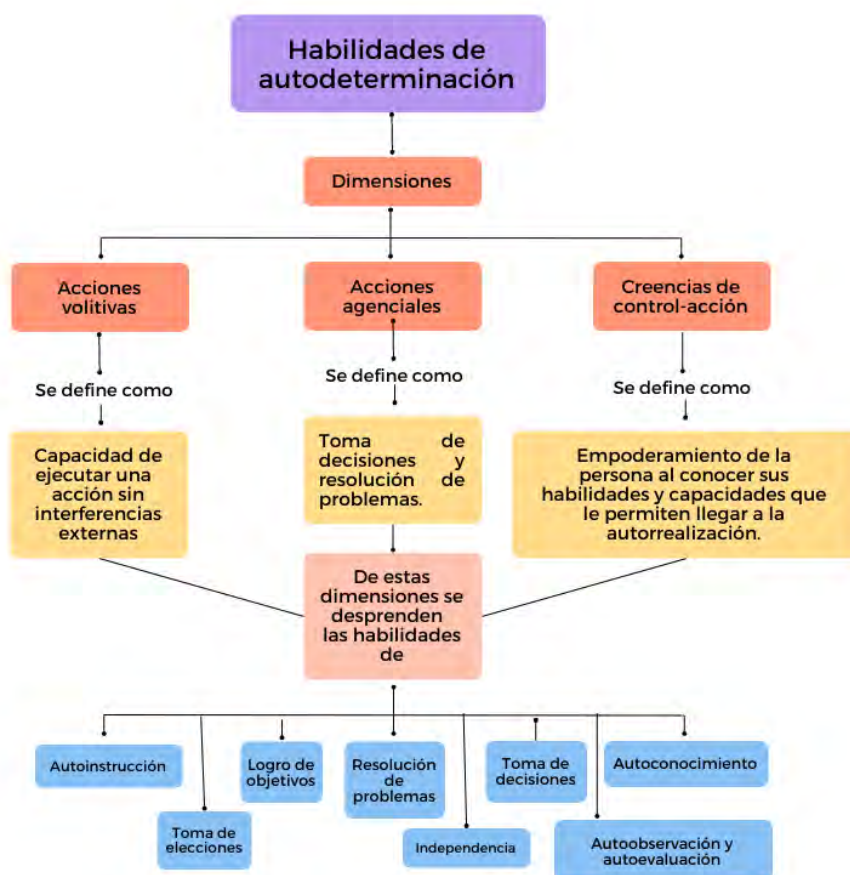 Habilidades de
autodeterminación
Dimensiones
Acciones
volitivas
Acciones
agenciales
Creencias de
control-acción
Se define como
Se define como
Se define como
Capacidad de
ejecutar una
acción sin
interferencias
externas
Toma de
decisiones y
resolución de
problemas.
Empoderamiento de la
persona al conocer sus
habilidades y capacidades que
le permiten llegar a la
autorrealización.
De estas
dimensiones se
desprenden
las habilidades
de
Autoinstrucción
Logro de
objetivos
Resolución
de
problemas
Toma de
decisiones
Autoconocimiento
Toma de
elecciones
Independencia
Autoobservación y
autoevaluación